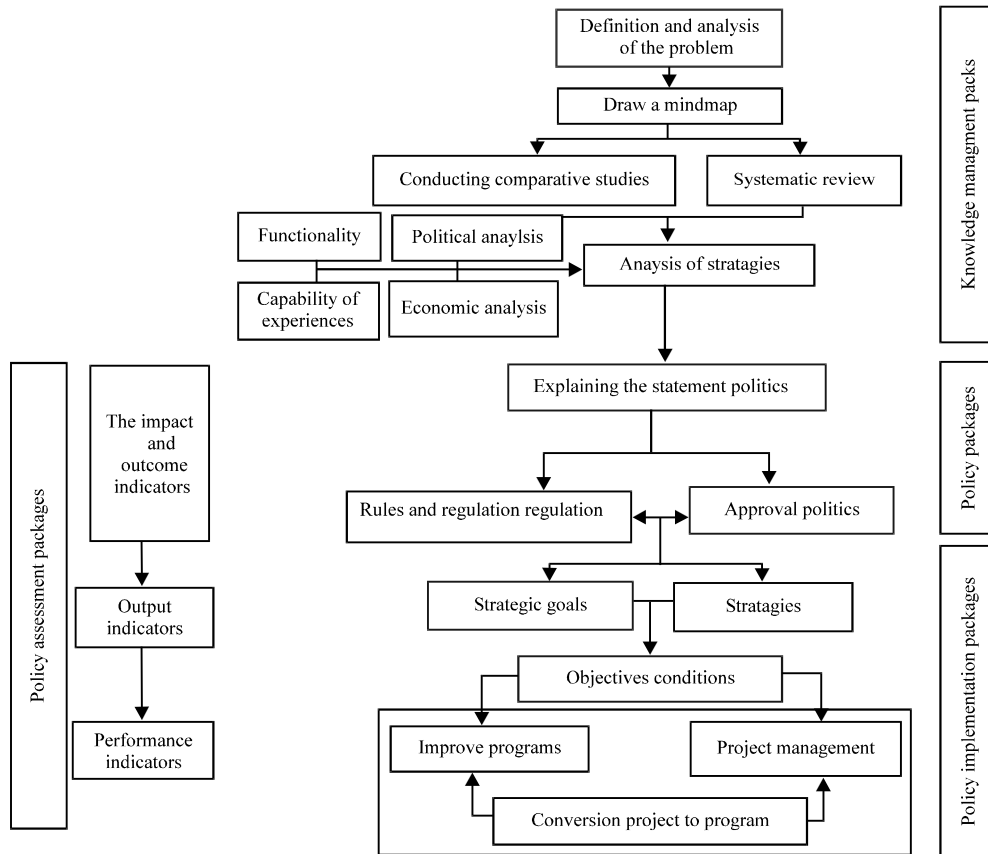 Definition and analysis
of the problem
Draw a mindmap
Conducting comparative studies
Systematic review
Functionality
Political anaylsis
Anaysis of stratagies
Capability of
experiences
Economic analysis
Knowledge managment packs
Explaining the statement politics
Rules and regulation regulation
Approval politics
Policy packages
The impact
and
outcome
indicators
Output
indicators
Performance
indicators
Policy assessment packages
Strategic goals
Stratagies
Objectives conditions
Improve programs
Project management
Conversion project to program
Policy implementation packages